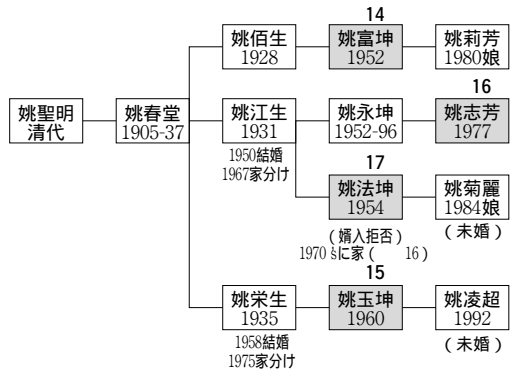 14
姚佰生
1928
姚富坤
1952
姚莉芳
1980娘
16
姚聖明
清代
姚春堂
1905-37
姚江生
1931
姚永坤
1952-96
姚志芳
1977
1950結婚
1967家分け
17
姚法坤
1954
姚菊麗
1984娘
(婿入拒否)
(未婚)
1970 に家( 16)
15
姚栄生
1935
姚玉坤
1960
姚凌超
1992
1958結婚
1975家分け
(未婚)